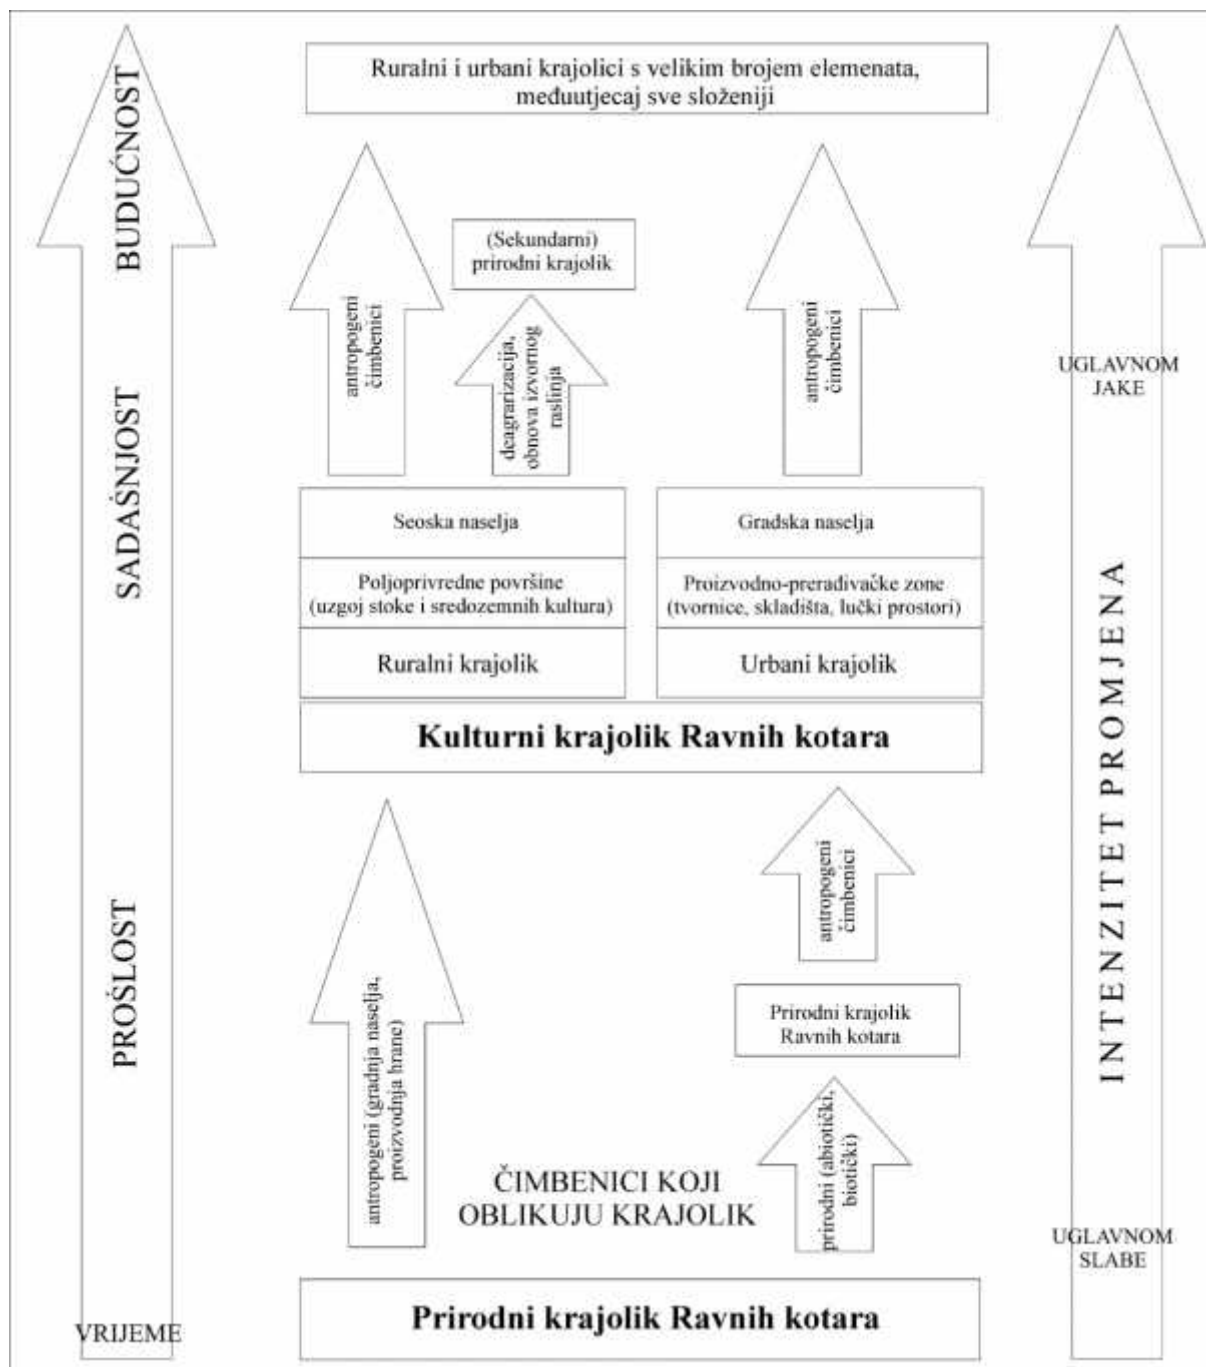 Ruralni i urbani krajolici s velikim brojem elemenata,
međuutjecaj sve složeniji
BUDUĆNOST
SADAŠNJOST
PROŠLOST
VRIJEME
(Sekundarni)
prirodni krajolik
antropogeni
čimbenici
deagrarizacija,
obnova izvornog
raslinja
antropogeni
čimbenici
UGLAVNOM
JAKE
Seoska naselja
Gradska naselja
Poljoprivredne površine
(uzgoj stoke i sredozemnih kultura)
Proizvodno-prerađivačke zone
(tvornice, skladišta, lučki prostori)
Ruralni krajolik
Urbani krajolik
Kulturni krajolik Ravnih kotara
INTENZITET PROMJENA
antropogeni
čimbenici
antropogeni (gradnja naselja,
proizvodnja hrane)
Prirodni krajolik
Ravnih kotara
prirodni (abiotički,
biotički)
ČIMBENICI KOJI
OBLIKUJU KRAJOLIK
UGLAVNOM
SLABE
Prirodni krajolik Ravnih kotara